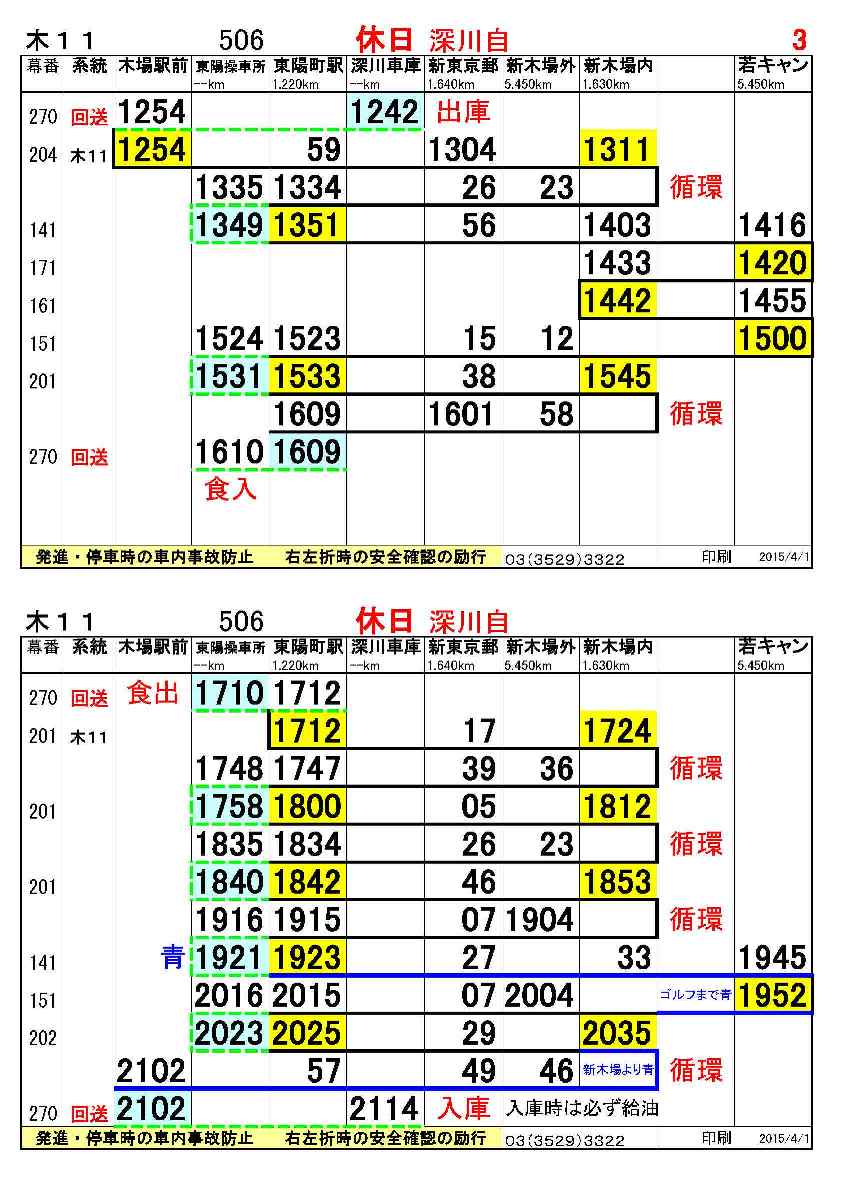 木１１ 506 休日 深川自 3
幕番 系統 木場駅前 東陽操車所 東陽町駅 深川車庫 新東京郵 新木場外 新木場内 若キャン
--km 1.220km --km 1.640km 5.450km 1.630km 5.450km
270 回送 1254 1242 出庫
204 木11 1254 59 1304 1311
1335 1334 26 23 循環
141 1349 1351 56 1403 1416
171 1433 1420
161 1442 1455
151 1524 1523 15 12 1500
201 1531 1533 38 1545
1609 1601 58 循環
270 回送 1610 1609
食入
発進・停車時の車内事故防止 右左折時の安全確認の励行 03(3529)3322 印刷 2015/4/1
木１１ 506 休日 深川自
幕番 系統 木場駅前 東陽操車所 東陽町駅 深川車庫 新東京郵 新木場外 新木場内 若キャン
--km 1.220km --km 1.640km 5.450km 1.630km 5.450km
270 回送 食出 1710 1712
201 木11 1712 17 1724
1748 1747 39 36 循環
201 1758 1800 05 1812
1835 1834 26 23 循環
201 1840 1842 46 1853
1916 1915 07 1904 循環
141 青 1921 1923 27 33 1945
151 2016 2015 07 2004 ゴルフまで青 1952
202 2023 2025 29 2035
2102 57 49 46 新木場より青 循環
270 回送 2102 2114 入庫 入庫時は必ず給油
発進・停車時の車内事故防止 右左折時の安全確認の励行 03(3529)3322 印刷 2015/4/1